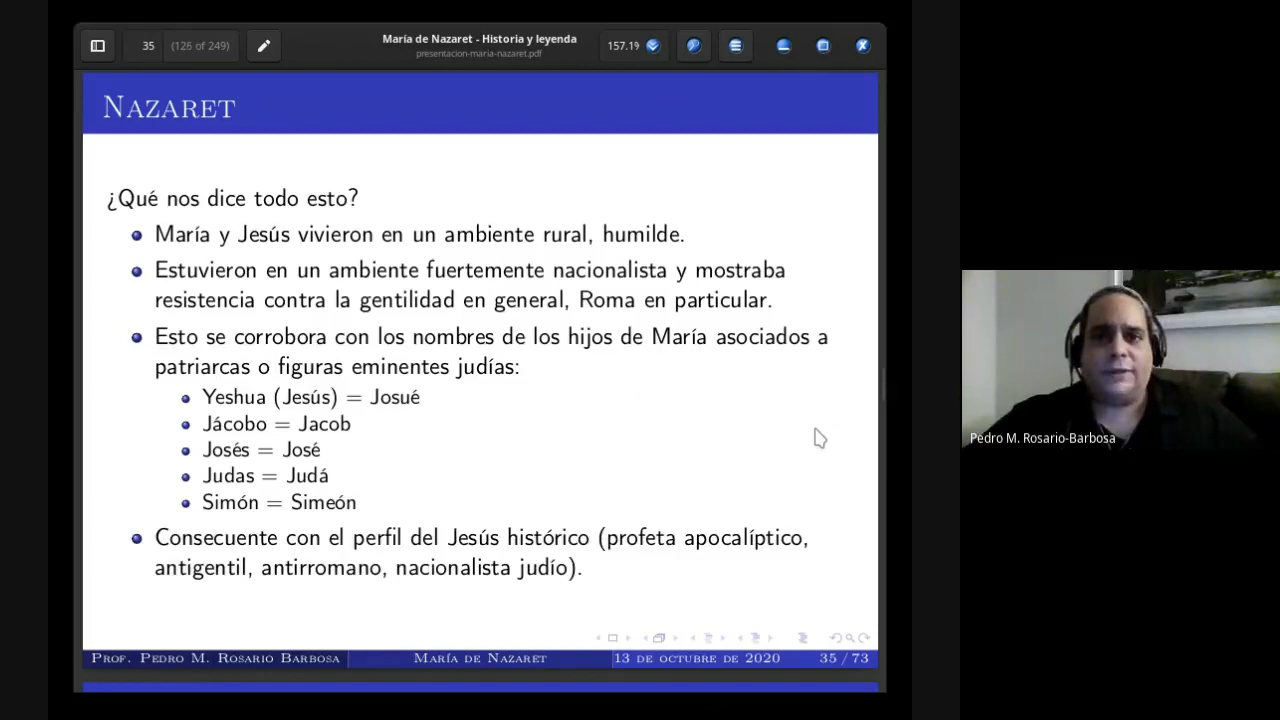 35
(126 of 249)
María de Nazaret - Historia y leyenda
presentacion-maria-nazaret.pdf
157.19
Nazaret
¿Qué nos dice todo esto?
María y Jesús vivieron en un ambiente rural, humilde.
Estuvieron en un ambiente fuertemente nacionalista y mostraba
resistencia contra la gentilidad en general, Roma en particular.
Esto se corrobora con los nombres de los hijos de María asociados a
patriarcas o figuras eminentes judías:
Yeshua (Jesús) = Josué
Jácobo = Jacob
Josés = José
Judas = Judá
Simón = Simeón
Consecuente con el perfil del Jesús histórico (profeta apocalíptico,
antigentil, antirromano, nacionalista judío).
Prof. Pedro M. Rosario Barbosa
María de Nazaret
13 de octubre de 2020
35 / 73
Pedro M. Rosario-Barbosa